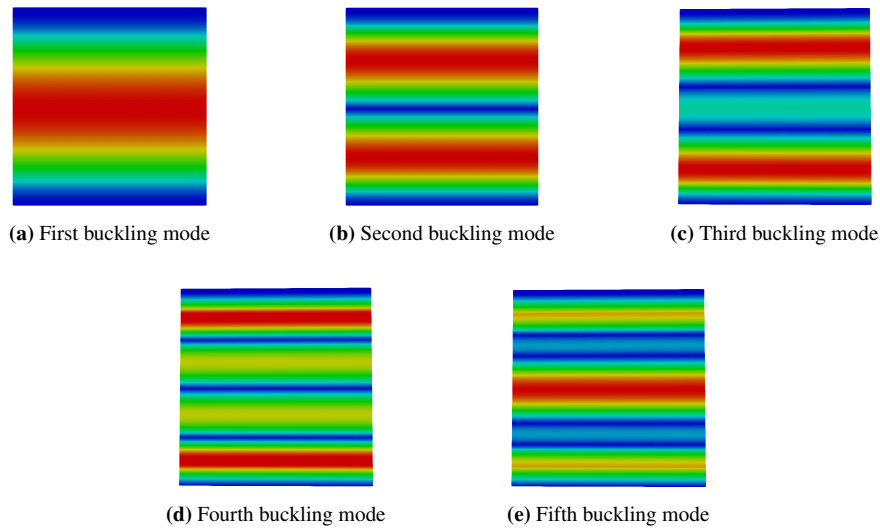 (a) First buckling mode
(b) Second buckling mode
(c) Third buckling mode
(d) Fourth buckling mode
(e) Fifth buckling mode